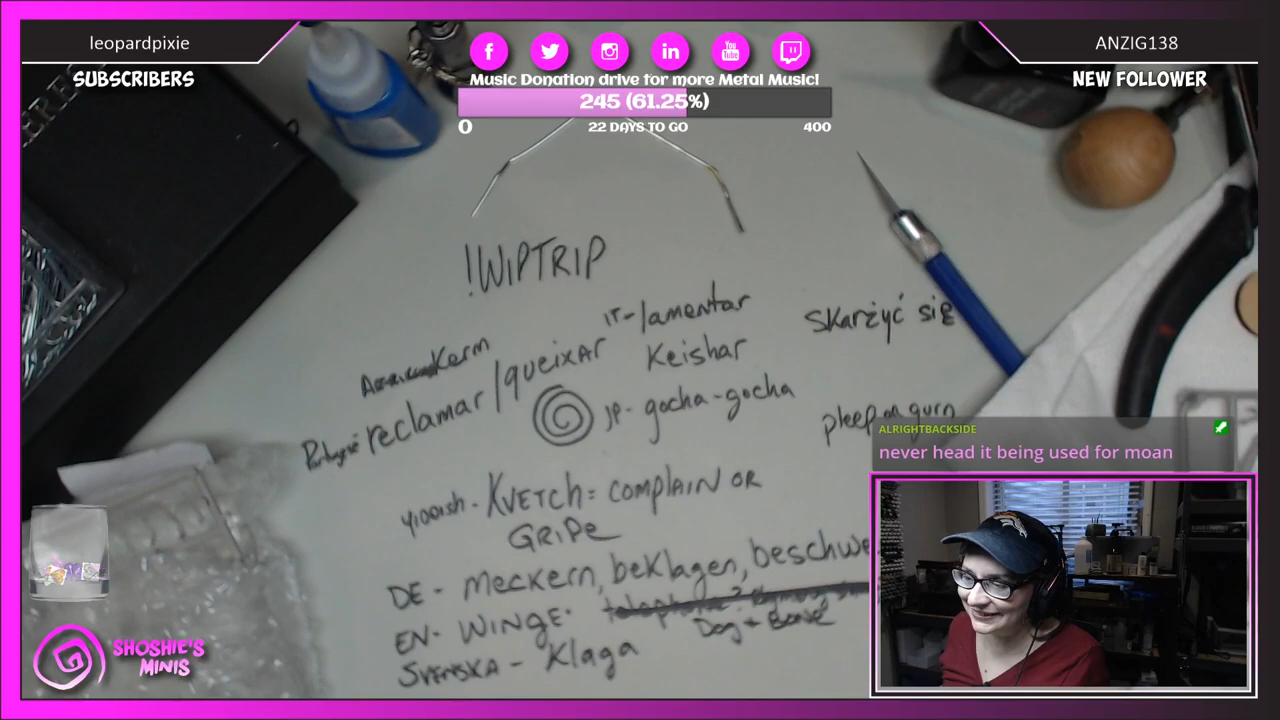 leopardpixie
SUBSCRIBERS
Music Donation drive for more Metal Music!
245 (61.25%)
0
22 DAYS TO GO
400
ANZIG138
NEW FOLLOWER
!WIPTRIP
IT-lamentar
Skarżyć się
Kerm
reclamar/queixar
Keishar
JP- gocha-gocha
YIDDISH- KVETCH= COMPLAIN OR
GRIPE
DE- Meckern, beklagen, beschwe
EN- WINGE
Dog + Bone
SVENSKA - Klaga
ALRIGHTBACKSIDE
never head it being used for moan
SHOSHIE'S
MINIS